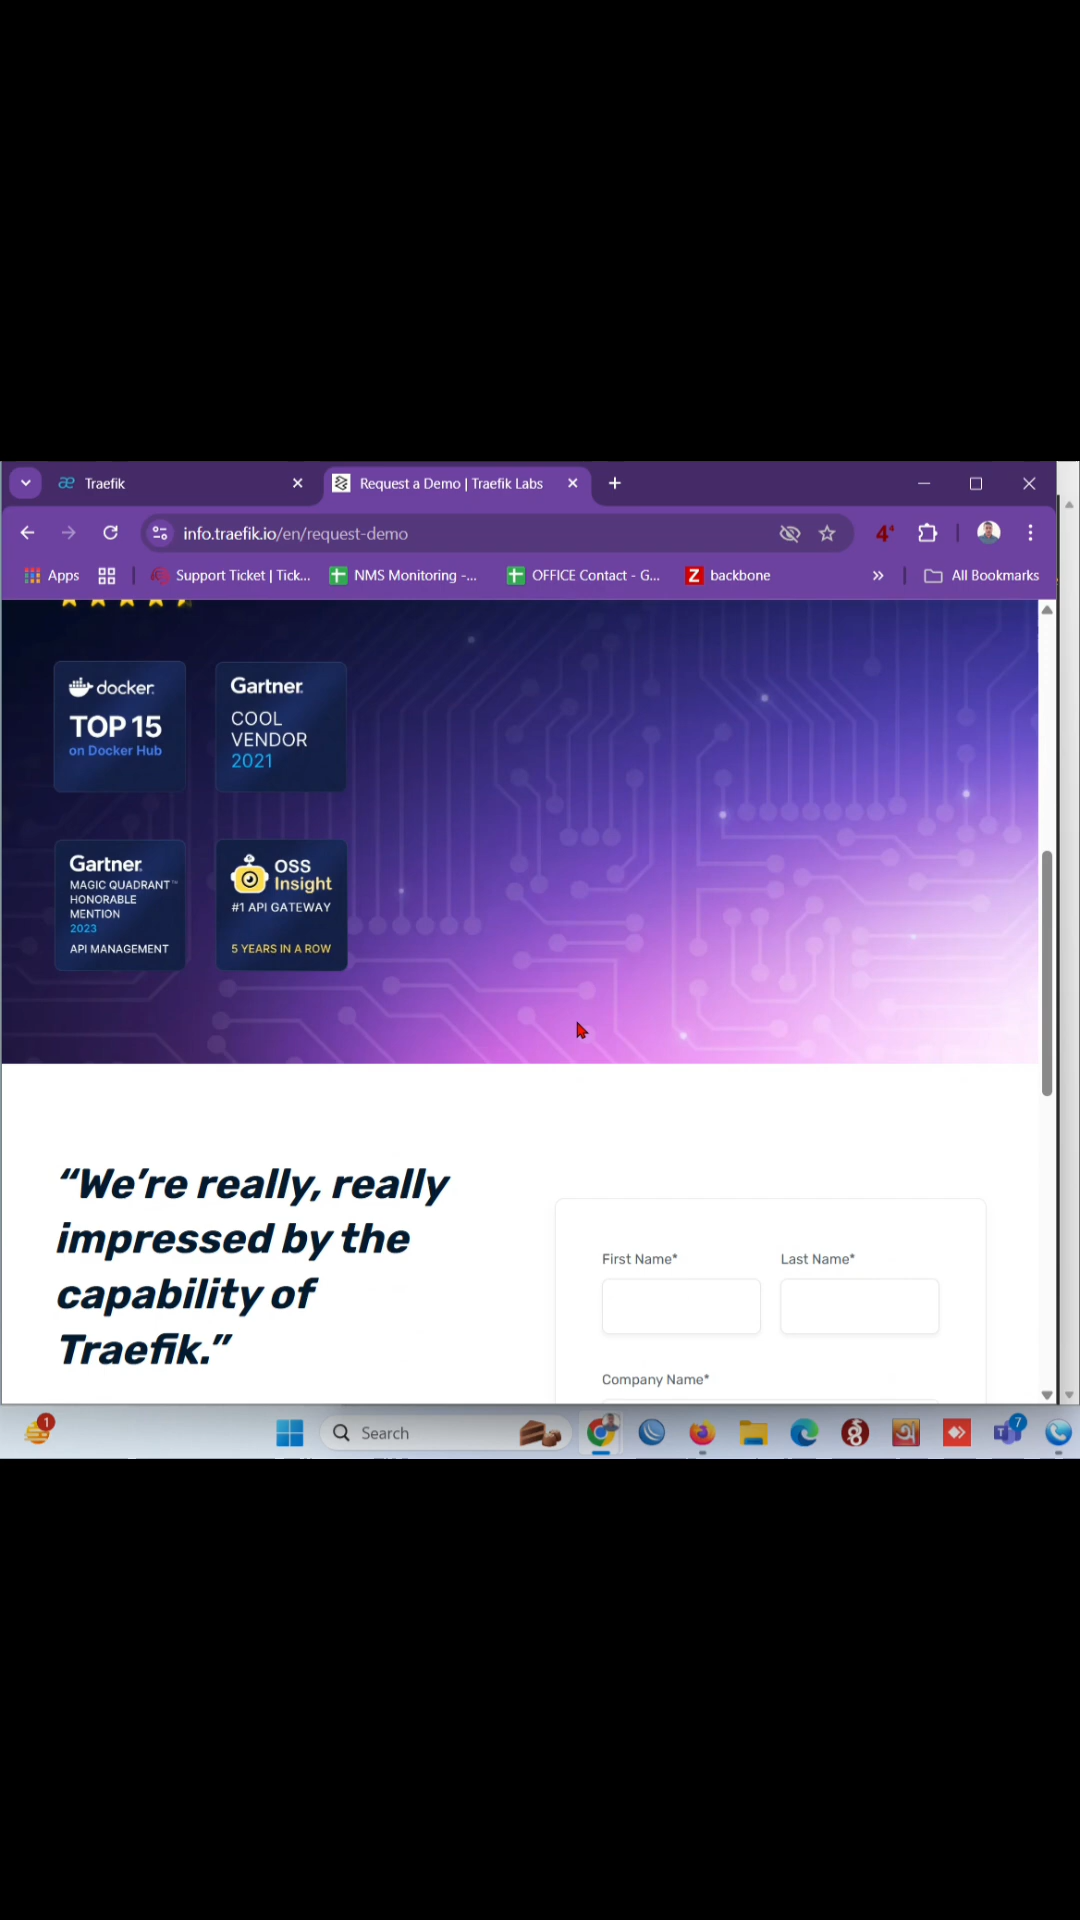 Traefik
Request a Demo | Traefik Labs
info.traefik.io/en/request-demo
4⁴
Apps
Support Ticket | Tick...
NMS Monitoring -...
OFFICE Contact - G...
Z
backbone
All Bookmarks
docker
TOP 15
on Docker Hub
Gartner
COOL
VENDOR
2021
Gartner
MAGIC QUADRANT™
HONORABLE
MENTION
2023
API MANAGEMENT
OSS
Insight
#1 API GATEWAY
5 YEARS IN A ROW
“We’re really, really
impressed by the
capability of
Traefik.”
First Name*
Last Name*
Company Name*
1
Search
7